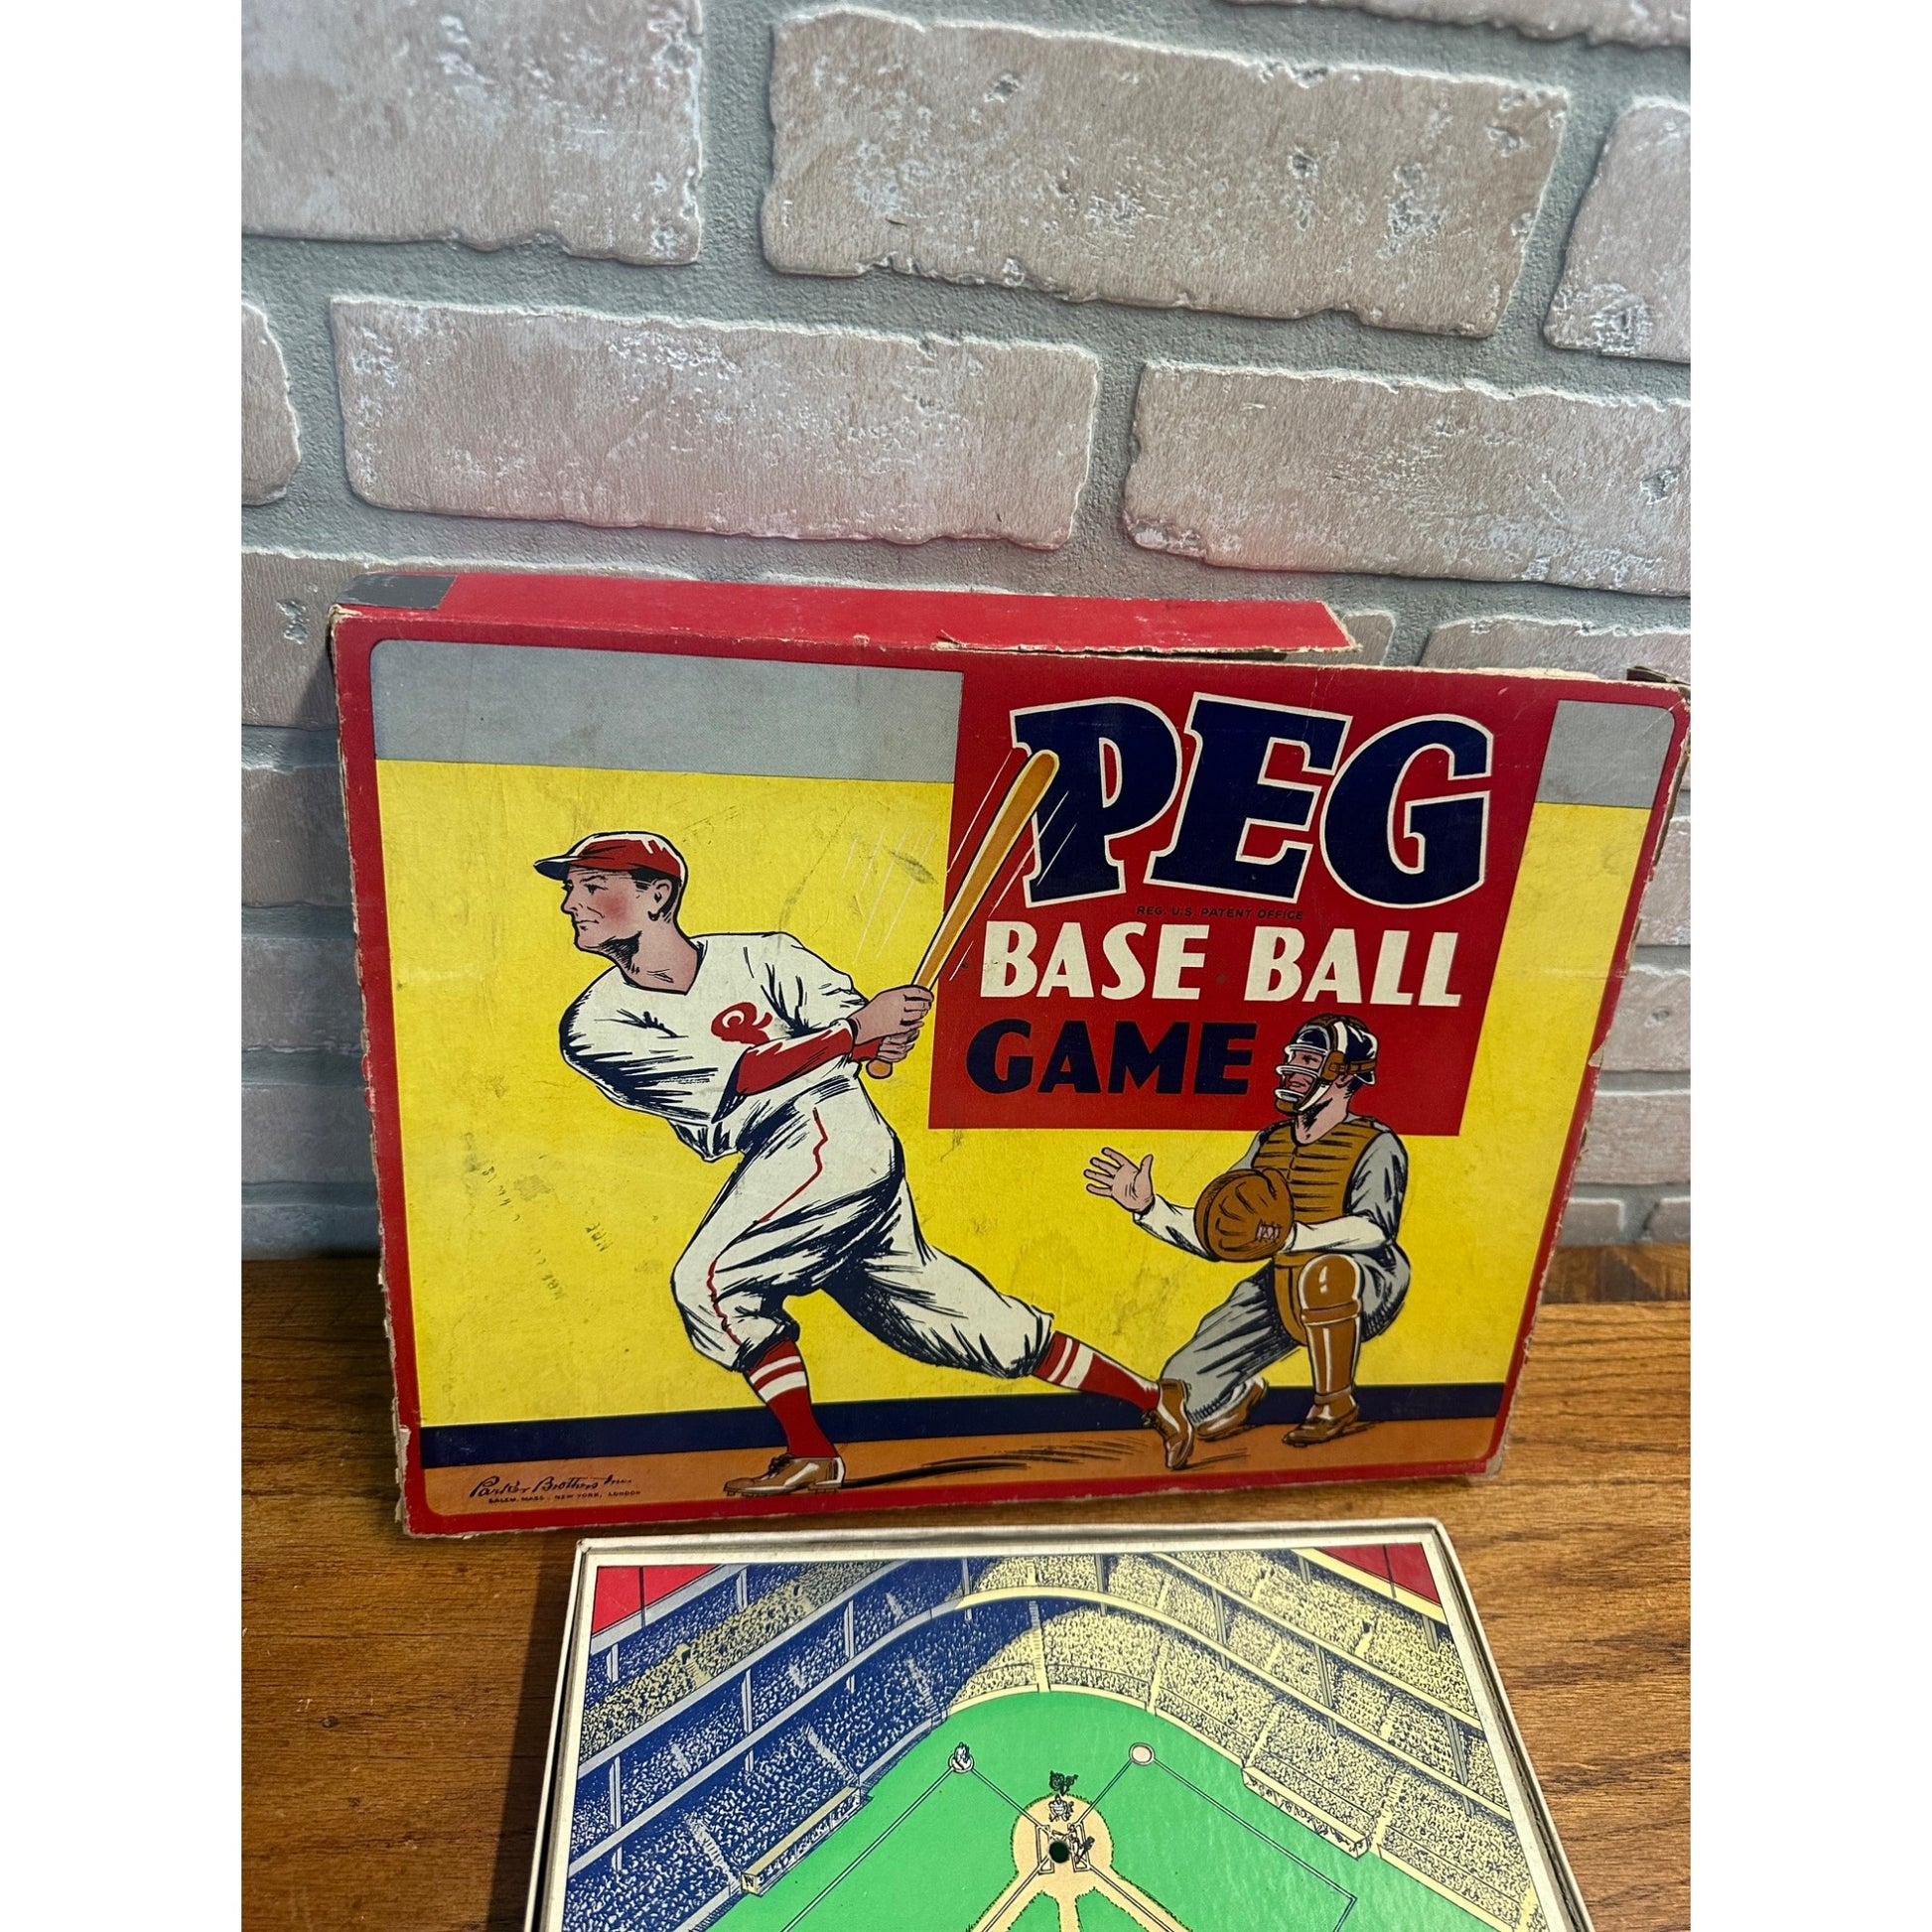 PEG
REG. U.S. PATENT OFFICE
BASE BALL
GAME
Parker Brothers Inc.
SALEM, MASS. NEW YORK, LONDON